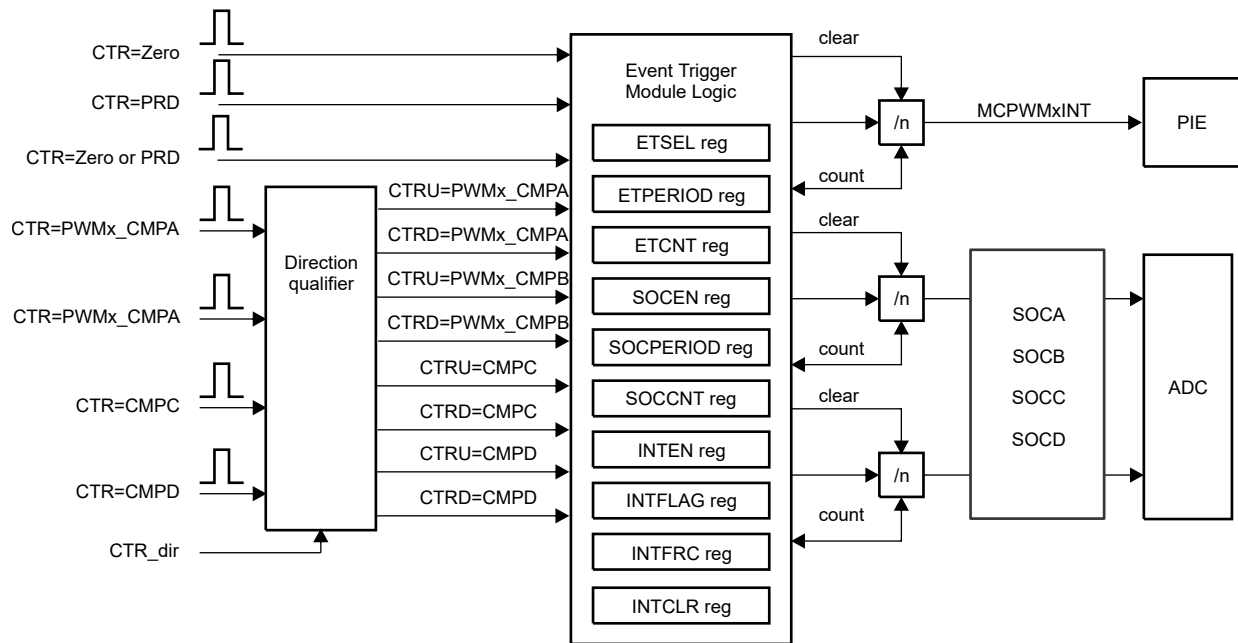 CTR=Zero
CTR=PRD
CTR=Zero or PRD
CTR=PWMx_CMPA
CTR=PWMx_CMPA
CTR=CMPC
CTR=CMPD
CTR_dir
Direction
qualifier
CTRU=PWMx_CMPA
CTRD=PWMx_CMPA
CTRU=PWMx_CMPB
CTRD=PWMx_CMPB
CTRU=CMPC
CTRD=CMPC
CTRU=CMPD
CTRD=CMPD
Event Trigger
Module Logic
ETSEL reg
ETPERIOD reg
ETCNT reg
SOCEN reg
SOCPERIOD reg
SOCCNT reg
INTEN reg
INTFLAG reg
INTFRC reg
INTCLR reg
clear
/n
count
MCPWMxINT
PIE
clear
/n
count
clear
/n
count
SOCA
SOCB
SOCC
SOCD
ADC